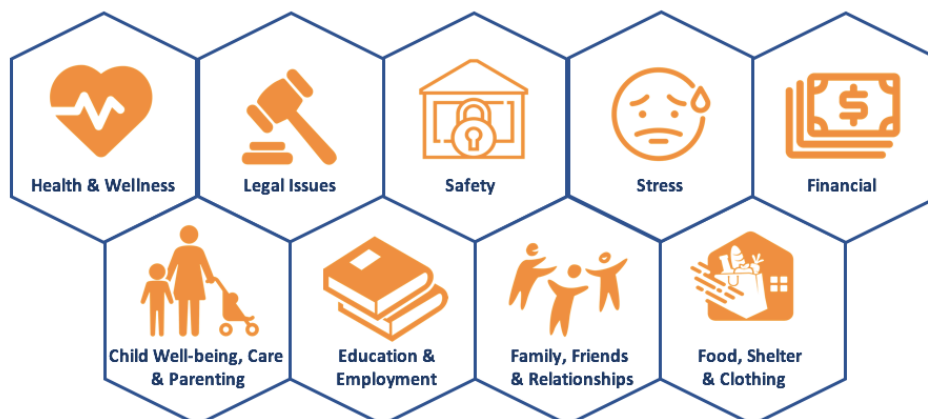 Health & Wellness
Legal Issues
Safety
Stress
$
Financial
Child Well-being, Care
& Parenting
Education &
Employment
Family, Friends
& Relationships
Food, Shelter
& Clothing